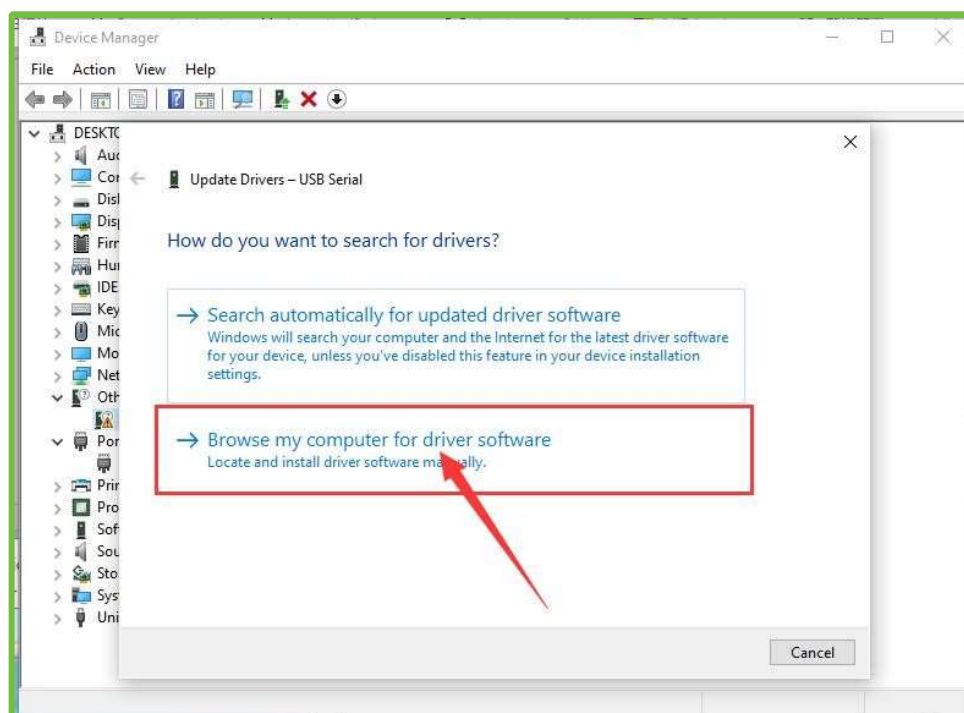 Device Manager
File Action View Help
DESKTO
Aud
Cor
Disl
Disp
Firr
Hur
IDE
Key
Mic
Mo
Net
Oth
Por
Prir
Pro
Sof
Sou
Sto
Sys
Uni
Update Drivers – USB Serial
How do you want to search for drivers?
Search automatically for updated driver software
Windows will search your computer and the Internet for the latest driver software
for your device, unless you've disabled this feature in your device installation
settings.
Browse my computer for driver software
Locate and install driver software manually.
Cancel